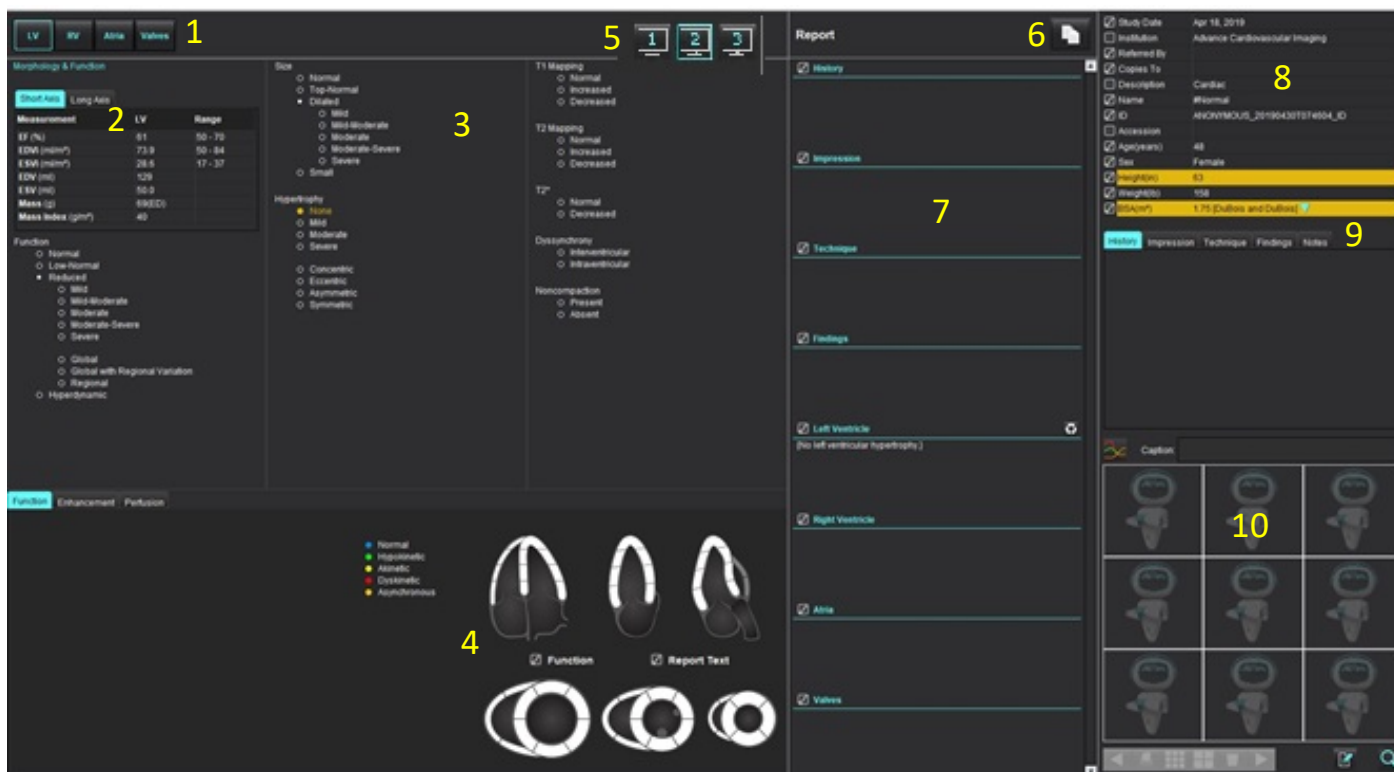 LV RV Atria Valves 1
Morphology & Function
Short Axis Long Axis
2
Measurement LV Range
EF (%) 61 50 - 70
EDVI (ml/m²) 73.9 50 - 84
ESVI (ml/m²) 28.6 17 - 37
EDV (ml) 129
ESV (ml) 50.0
Mass (g) 69(ED)
Mass Index (g/m²) 40
Function
Normal
Low-Normal
Reduced
Mild
Mild-Moderate
Moderate
Moderate-Severe
Severe
Global
Global with Regional Variation
Regional
Hyperdynamic
Size
Normal
Top-Normal
Dilated
Mild
Mild-Moderate
Moderate
Moderate-Severe
Severe
Small
3
Hypertrophy
None
Mild
Moderate
Severe
Concentric
Eccentric
Asymmetric
Symmetric
5 1 2 3
T1 Mapping
Normal
Increased
Decreased
T2 Mapping
Normal
Increased
Decreased
T2*
Normal
Decreased
Dyssynchrony
Interventricular
Intraventricular
Noncompaction
Present
Absent
Function Enhancement Perfusion
Normal
Hypokinetic
Akinetic
Dyskinetic
Asynchronous
4
Function Report Text
Report 6
History
Impression
7
Technique
Findings
Left Ventricle
[No left ventricular hypertrophy.]
Right Ventricle
Atria
Valves
Study Date Apr 18, 2019
Institution Advance Cardiovascular Imaging
Referred By
Copies To
8
Description Cardiac
Name #Normal
ID ANONYMOUS_20190430T074604_ID
Accession
Age(years) 48
Sex Female
Height(in) 63
Weight(lb) 158
BSA(m²) 1.75 [DuBois and DuBois]
History Impression Technique Findings Notes 9
Caption
10